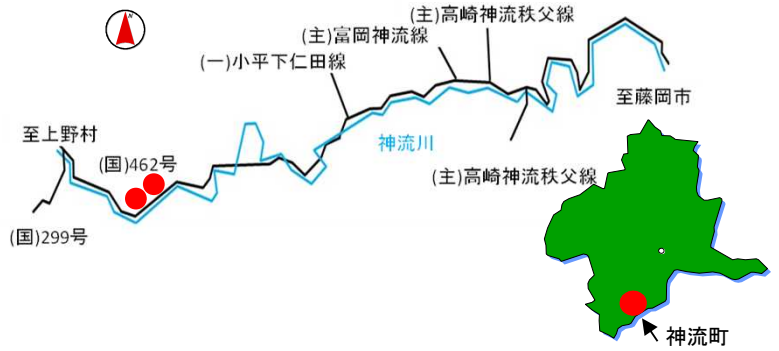 N
(主)高崎神流秩父線
(主)富岡神流線
(一)小平下仁田線
至藤岡市
至上野村
神流川
(国)462号
(主)高崎神流秩父線
(国)299号
神流町